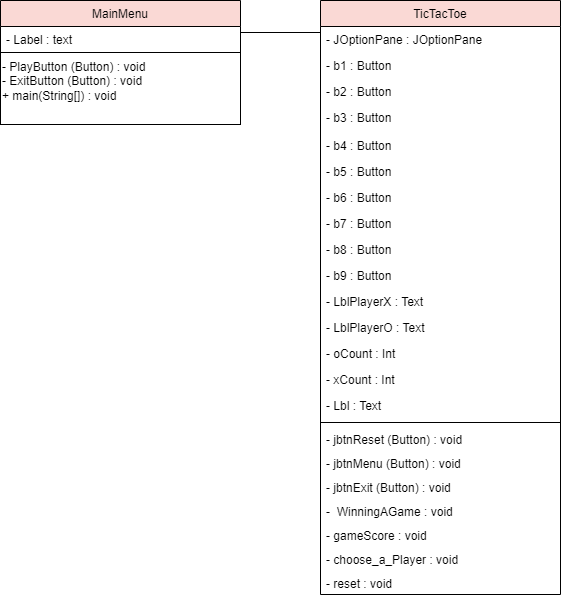 MainMenu
- Label : text
- PlayButton (Button) : void
- ExitButton (Button) : void
+ main(String[]) : void
TicTacToe
- JOptionPane : JOptionPane
- b1 : Button
- b2 : Button
- b3 : Button
- b4 : Button
- b5 : Button
- b6 : Button
- b7 : Button
- b8 : Button
- b9 : Button
- LblPlayerX : Text
- LblPlayerO : Text
- oCount : Int
- xCount : Int
- Lbl : Text
- jbtnReset (Button) : void
- jbtnMenu (Button) : void
- jbtnExit (Button) : void
- WinningAGame : void
- gameScore : void
- choose_a_Player : void
- reset : void